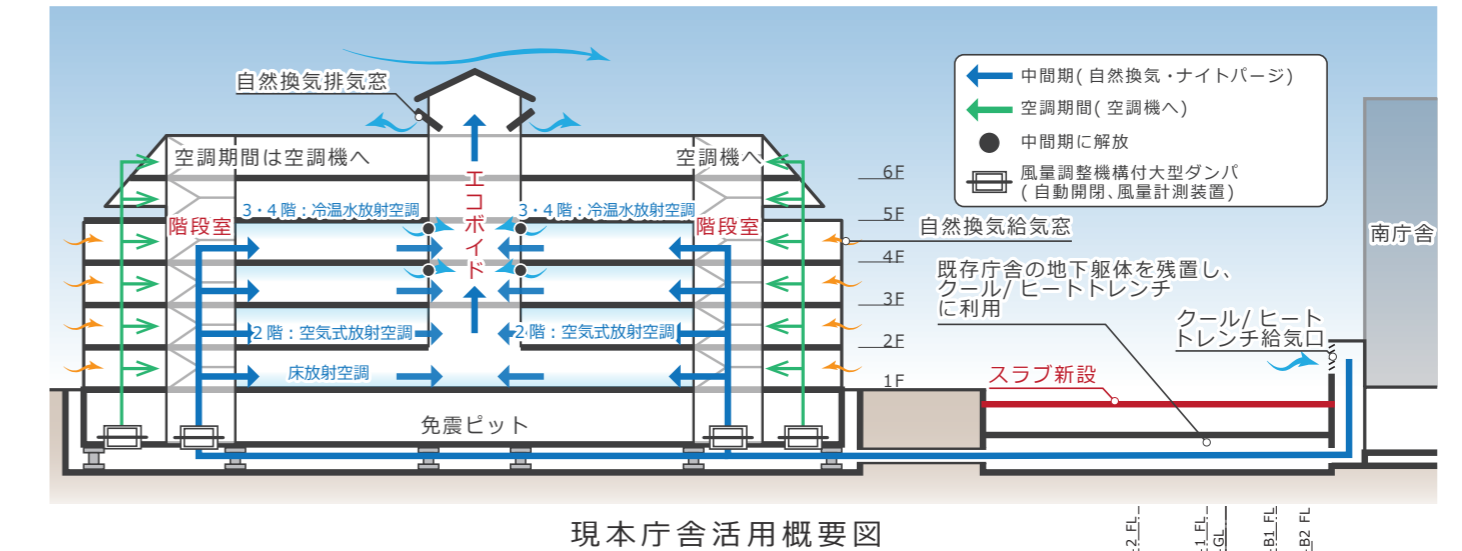 自然換気排気窓
中間期(自然換気・ナイトパージ)
空調期間(空調機へ)
中間期に解放
風量調整機構付大型ダンパ
(自動開閉、風量計測装置)
空調期間は空調機へ
空調機へ
エコボイド
6F
5F
4F
3F
2F
1F
3・4階:冷温水放射空調
3・4階:冷温水放射空調
階段室
階段室
自然換気給気窓
南庁舎
既存庁舎の地下躯体を残置し、
クール/ヒートトレンチ
に利用
2階:空気式放射空調
2階:空気式放射空調
クール/ヒート
トレンチ給気口
床放射空調
スラブ新設
免震ピット
現本庁舎活用概要図
2 FL
1 FL
GL
B1 FL
B2 FL